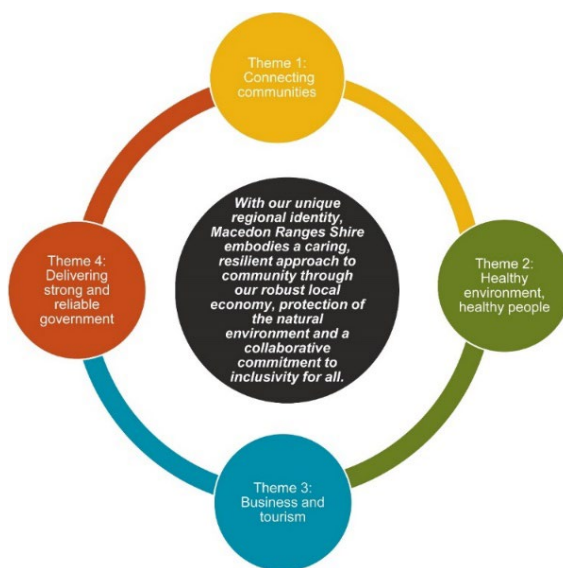 Theme 1:
Connecting
communities
With our unique
regional identity,
Macedon Ranges Shire
embodies a caring,
resilient approach to
community through
our robust local
economy, protection of
the natural
environment and a
collaborative
commitment to
inclusivity for all.
Theme 2:
Healthy
environment,
healthy people
Theme 3:
Business and
tourism
Theme 4:
Delivering
strong and
reliable
government